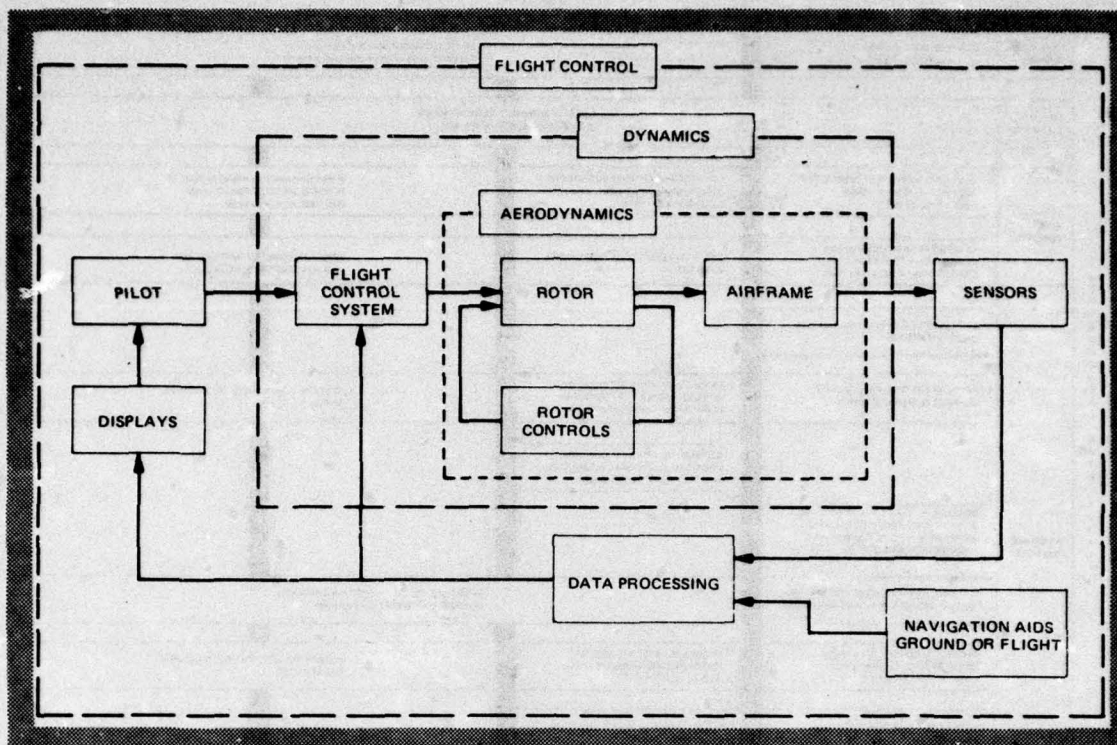 FLIGHT CONTROL
DYNAMICS
AERODYNAMICS
PILOT
FLIGHT
CONTROL
SYSTEM
ROTOR
AIRFRAME
SENSORS
DISPLAYS
ROTOR
CONTROLS
DATA PROCESSING
NAVIGATION AIDS
GROUND OR FLIGHT